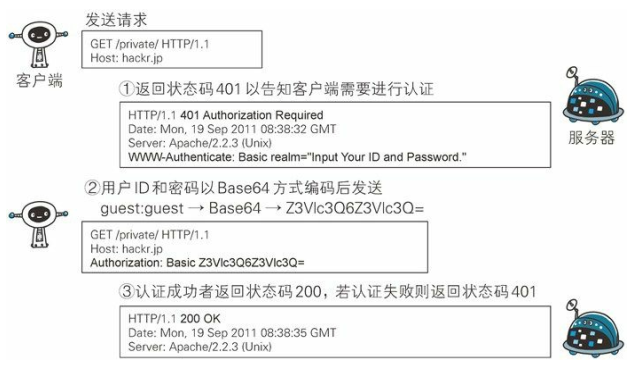 发送请求
GET /private/ HTTP/1.1
Host: hackr.jp
客户端
①返回状态码401以告知客户端需要进行认证
HTTP/1.1 401 Authorization Required
Date: Mon, 19 Sep 2011 08:38:32 GMT
Server: Apache/2.2.3 (Unix)
WWW-Authenticate: Basic realm="Input Your ID and Password."
服务器
②用户ID和密码以Base64方式编码后发送
guest:guest → Base64 → Z3Vlc3Q6Z3Vlc3Q=
GET /private/ HTTP/1.1
Host: hackr.jp
Authorization: Basic Z3Vlc3Q6Z3Vlc3Q=
③认证成功者返回状态码200，若认证失败则返回状态码401
HTTP/1.1 200 OK
Date: Mon, 19 Sep 2011 08:38:35 GMT
Server: Apache/2.2.3 (Unix)